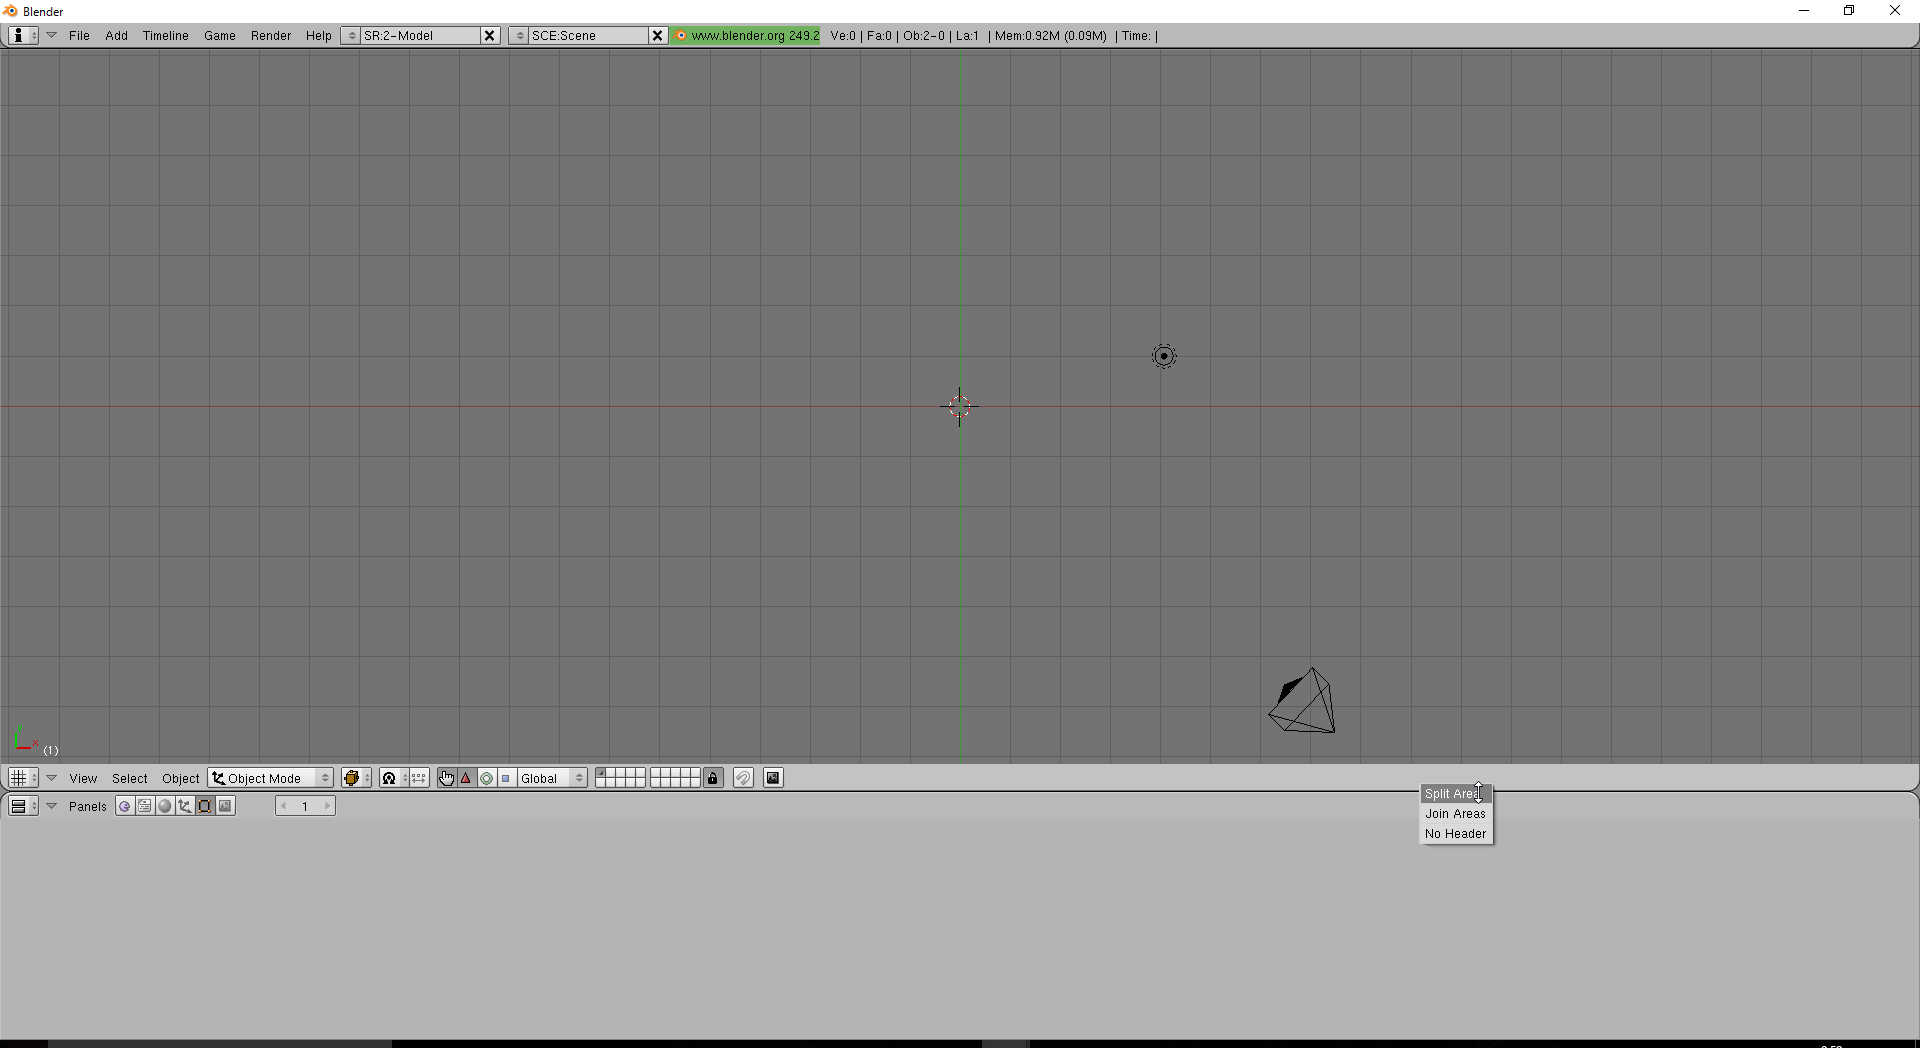 Blender
File Add Timeline Game Render Help SR:2-Model SCE:Scene www.blender.org 249.2 Ve:0 | Fa:0 | Ob:2-0 | La:1 | Mem:0.92M (0.09M) | Time: |
x
(1)
View Select Object Object Mode Global
Split Area
Panels 1
Join Areas
No Header